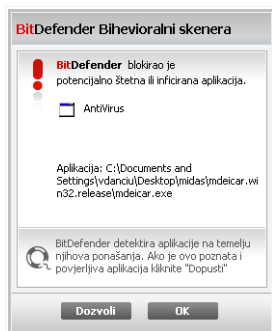 BitDefender Bihevioralni skenera
BitDefender blokirao je
potencijalno štetna ili inficirana aplikacija.
AntiVirus
Aplikacija: C:\Documents and
Settings\vdanciu\Desktop\midas\mdeicar.wi
n32.release\mdeicar.exe
BitDefender detektira aplikacije na temelju
njihova ponašanja. Ako je ovo poznata i
povjerljiva aplikacija kliknite "Dopusti"
Dozvoli
OK